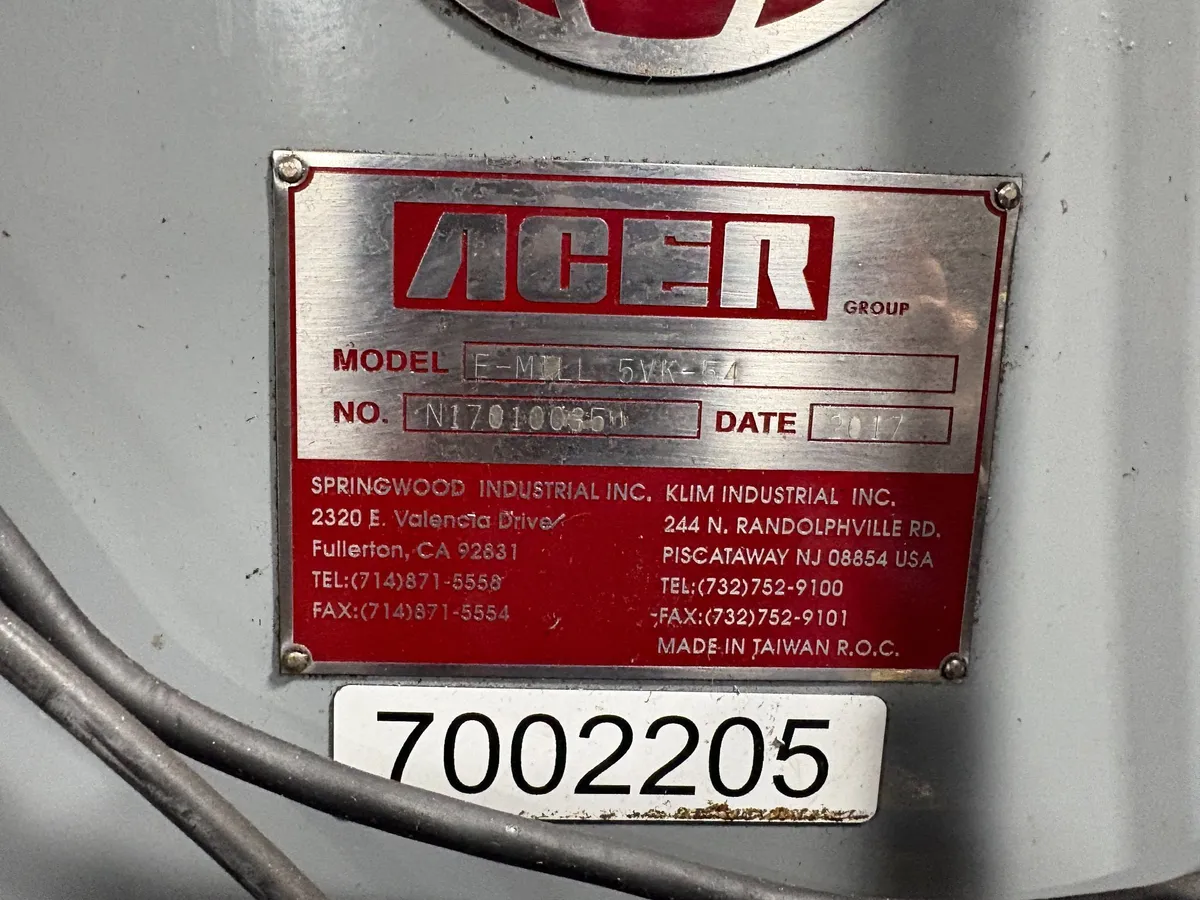 ACER GROUP
MODEL E-MILL 5VK-54
NO. DATE 2017
SPRINGWOOD INDUSTRIAL INC.
2320 E. Valencia Drive
Fullerton, CA 92831
TEL:(714)871-5558
FAX:(714)871-5554
KLIM INDUSTRIAL INC.
244 N. RANDOLPHVILLE RD.
PISCATAWAY NJ 08854 USA
TEL:(732)752-9100
FAX:(732)752-9101
MADE IN TAIWAN R.O.C.
7002205